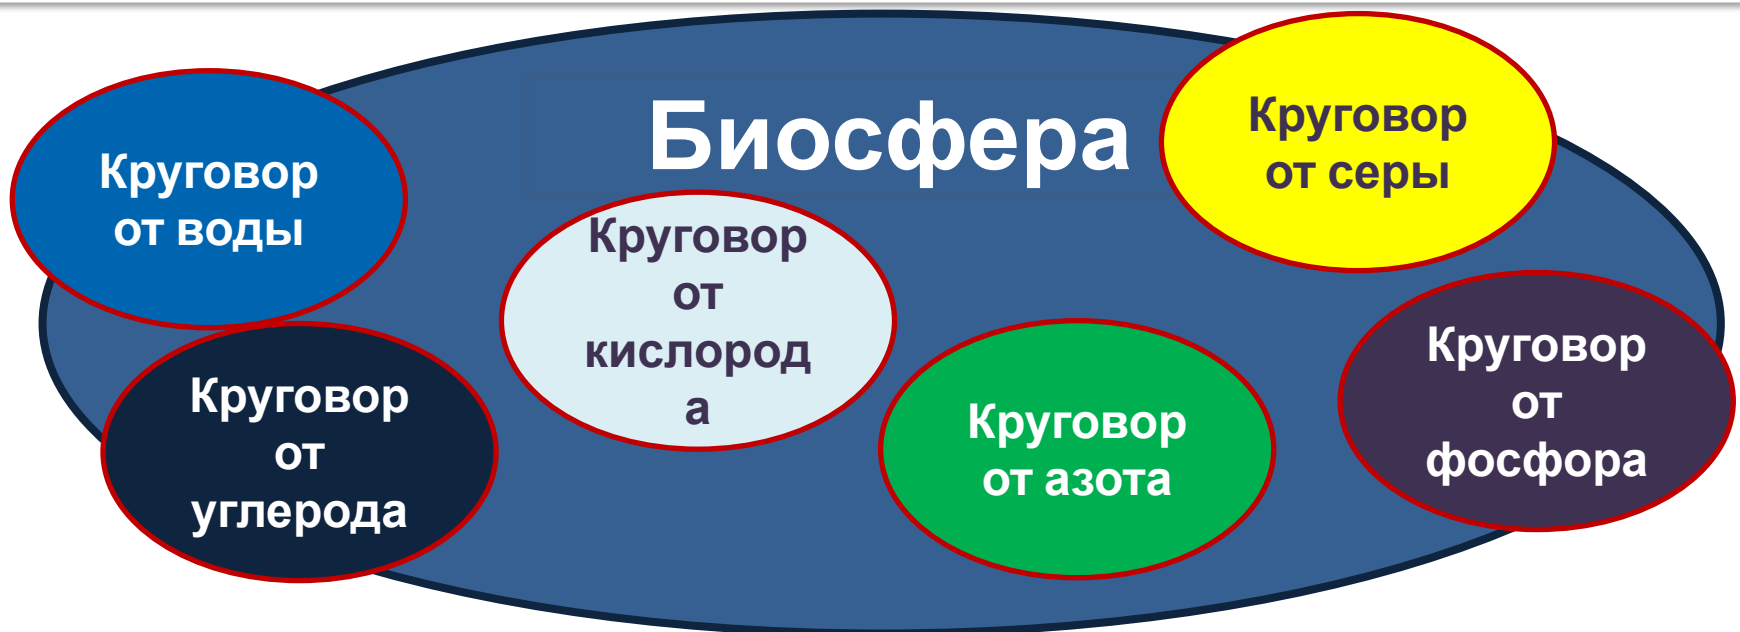 Биосфера
Круговор
от воды
Круговор
от серы
Круговор
от
кислород
а
Круговор
от
углерода
Круговор
от азота
Круговор
от
фосфора